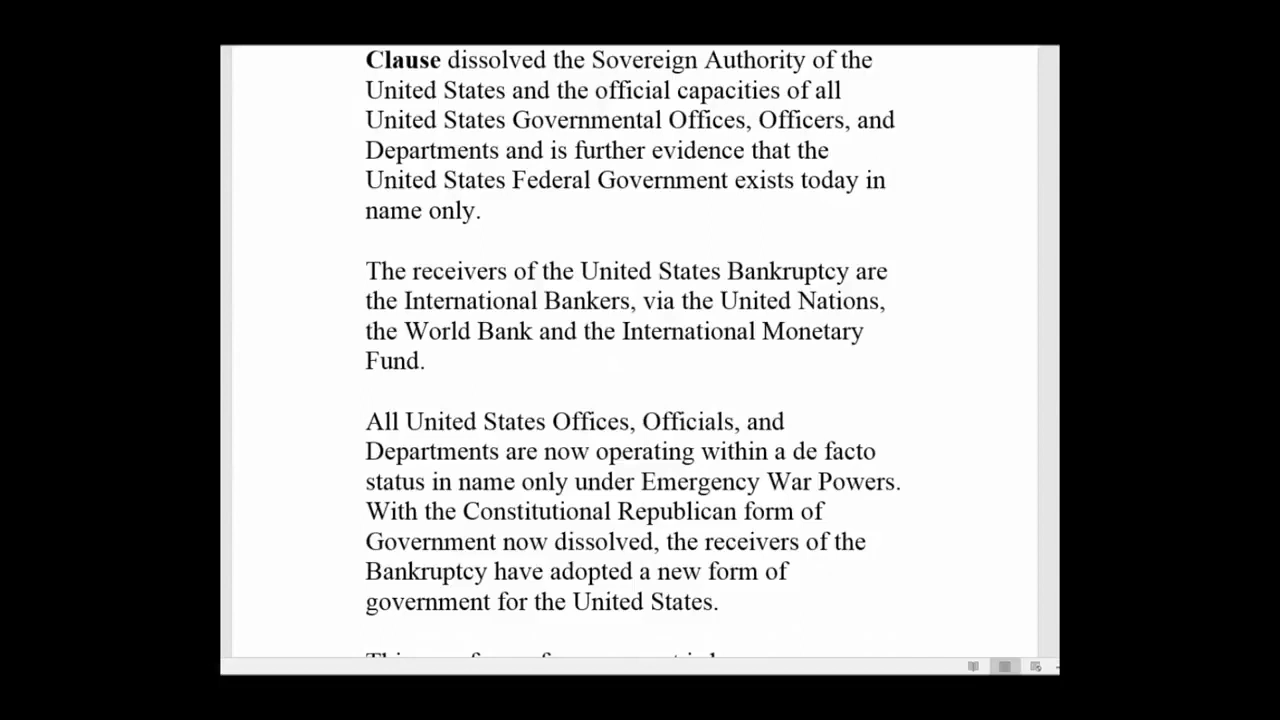 Clause dissolved the Sovereign Authority of the
United States and the official capacities of all
United States Governmental Offices, Officers, and
Departments and is further evidence that the
United States Federal Government exists today in
name only.
The receivers of the United States Bankruptcy are
the International Bankers, via the United Nations,
the World Bank and the International Monetary
Fund.
All United States Offices, Officials, and
Departments are now operating within a de facto
status in name only under Emergency War Powers.
With the Constitutional Republican form of
Government now dissolved, the receivers of the
Bankruptcy have adopted a new form of
government for the United States.